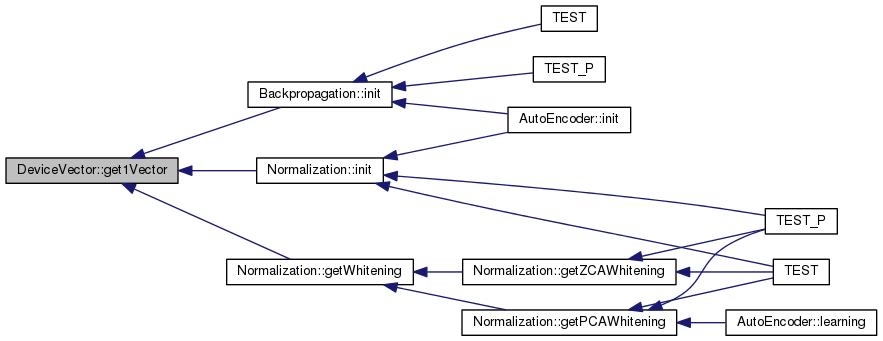 TEST
TEST_P
Backpropagation::init
AutoEncoder::init
DeviceVector::get1Vector
Normalization::init
TEST_P
Normalization::getWhitening
Normalization::getZCAWhitening
TEST
Normalization::getPCAWhitening
AutoEncoder::learning